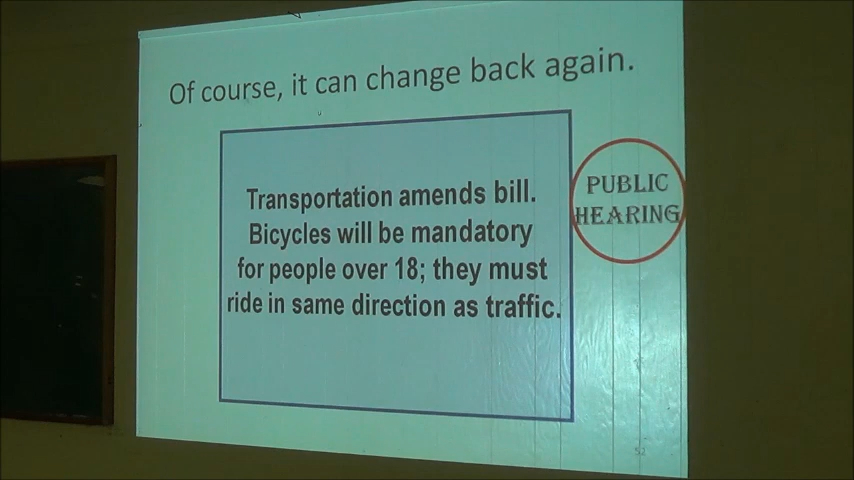 Of course, it can change back again.
Transportation amends bill.
Bicycles will be mandatory
for people over 18; they must
ride in same direction as traffic.
PUBLIC
HEARING
52